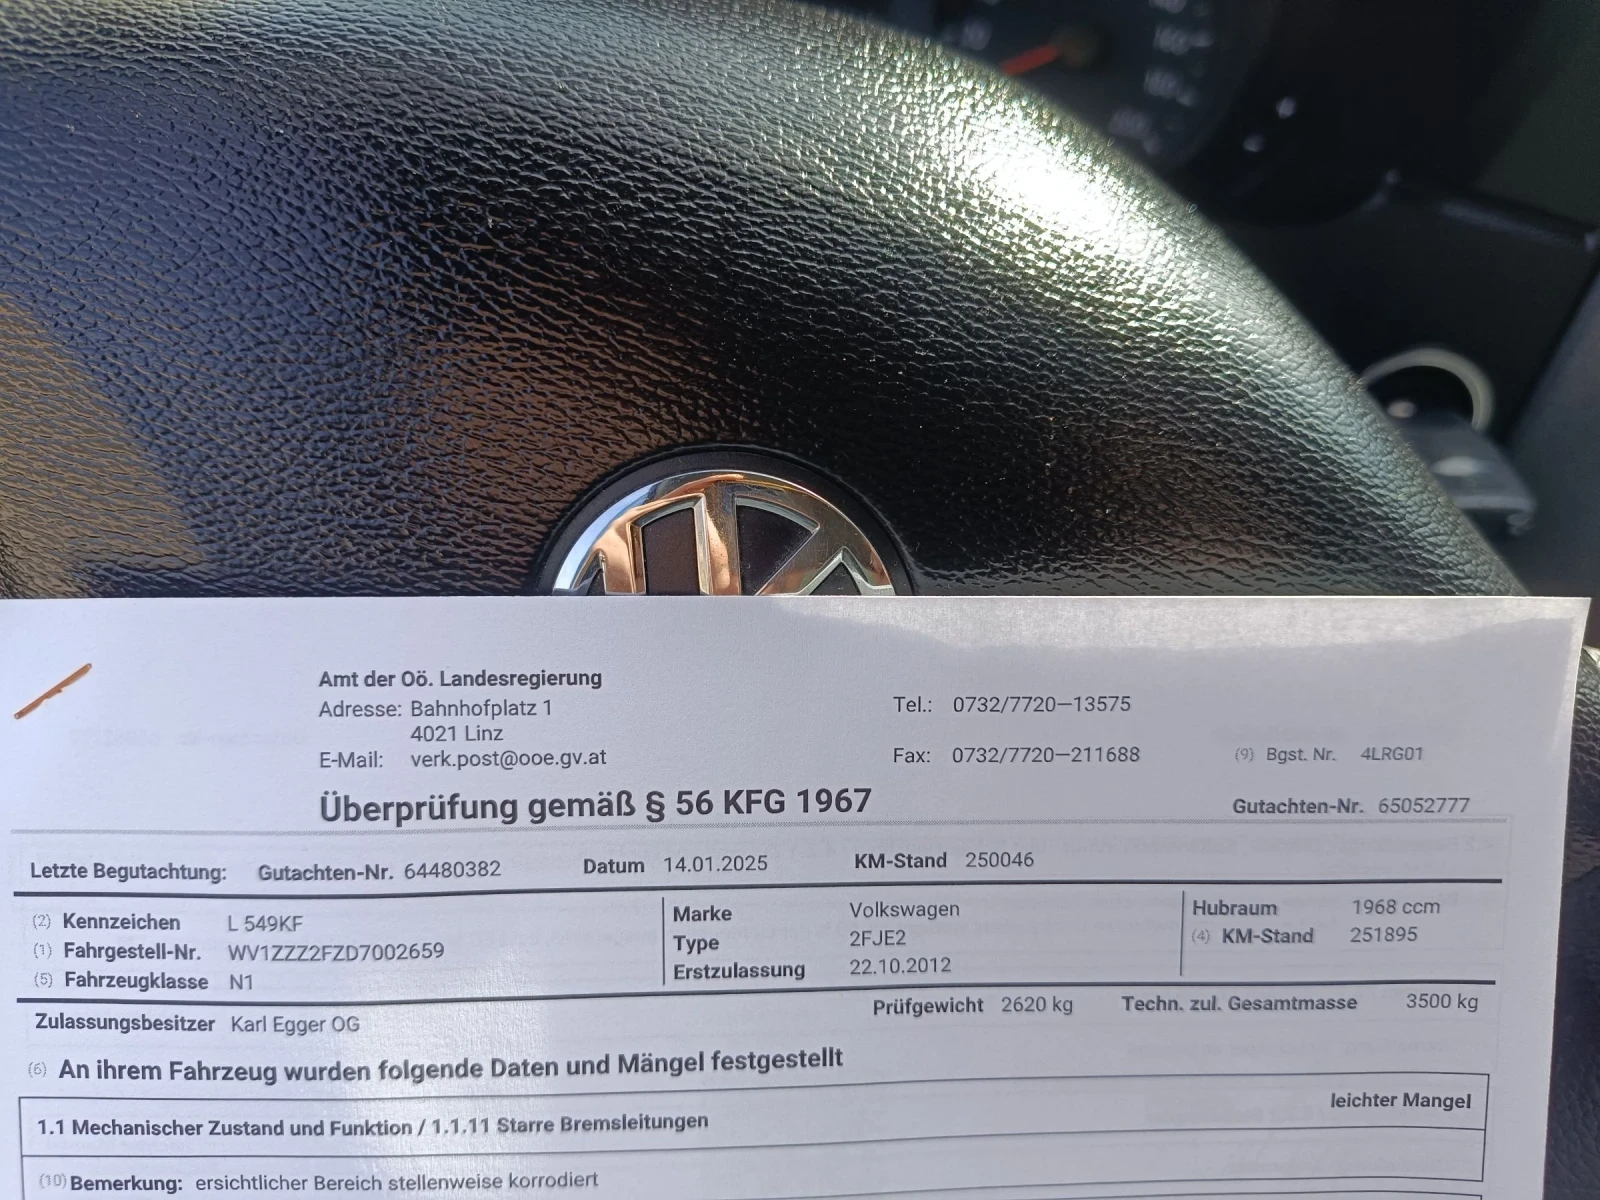 Amt der Oö. Landesregierung
Adresse: Bahnhofplatz 1
4021 Linz
E-Mail: verk.post@ooe.gv.at
Tel.: 0732/7720–13575
Fax: 0732/7720–211688
(9) Bgst. Nr. 4LRG01
Überprüfung gemäß § 56 KFG 1967
Gutachten-Nr. 65052777
Letzte Begutachtung: Gutachten-Nr. 64480382 Datum 14.01.2025 KM-Stand 250046
(2) Kennzeichen L 549KF
(1) Fahrgestell-Nr. WV1ZZZ2FZD7002659
(5) Fahrzeugklasse N1
Marke Volkswagen
Type 2FJE2
Erstzulassung 22.10.2012
Hubraum 1968 ccm
(4) KM-Stand 251895
Prüfgewicht 2620 kg Techn. zul. Gesamtmasse 3500 kg
Zulassungsbesitzer Karl Egger OG
(6) An ihrem Fahrzeug wurden folgende Daten und Mängel festgestellt
leichter Mangel
1.1 Mechanischer Zustand und Funktion / 1.1.11 Starre Bremsleitungen
(10) Bemerkung: ersichtlicher Bereich stellenweise korrodiert